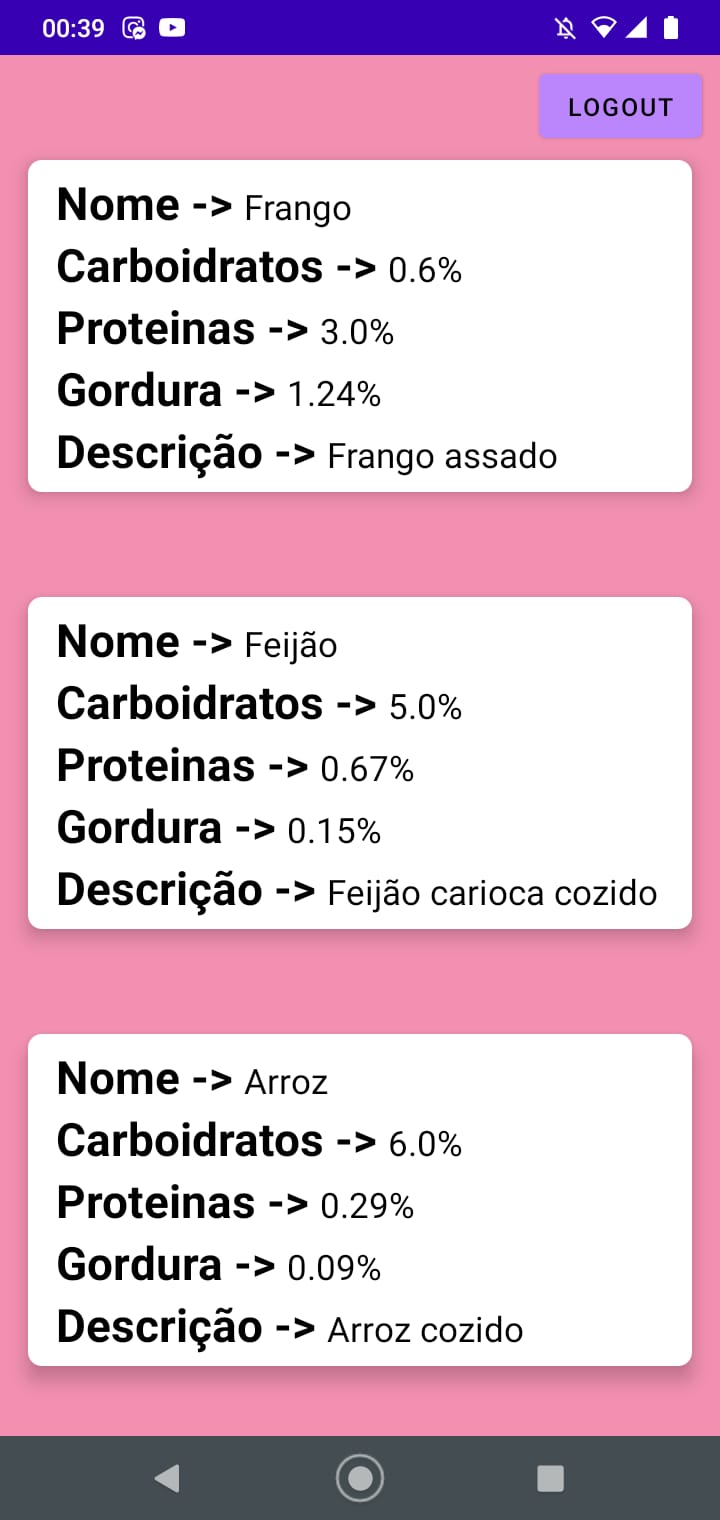 00:39
LOGOUT
Nome -> Frango
Carboidratos -> 0.6%
Proteinas -> 3.0%
Gordura -> 1.24%
Descrição -> Frango assado
Nome -> Feijão
Carboidratos -> 5.0%
Proteinas -> 0.67%
Gordura -> 0.15%
Descrição -> Feijão carioca cozido
Nome -> Arroz
Carboidratos -> 6.0%
Proteinas -> 0.29%
Gordura -> 0.09%
Descrição -> Arroz cozido